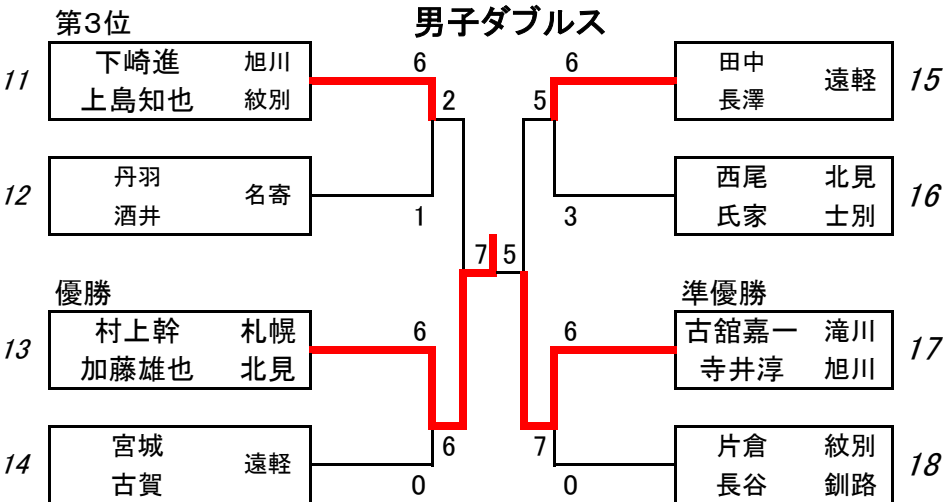 男子ダブルス
第3位
11 下崎進 旭川
上島知也 紋別
6
2
12 丹羽 名寄
酒井
1
優勝
13 村上幹 札幌
加藤雄也 北見
6
6
14 宮城 遠軽
古賀
0
7 5
6
田中 遠軽 15
長澤
5
西尾 北見 16
氏家 士別
3
準優勝
6
古舘嘉一 滝川 17
寺井淳 旭川
7
片倉 紋別 18
長谷 釧路
0